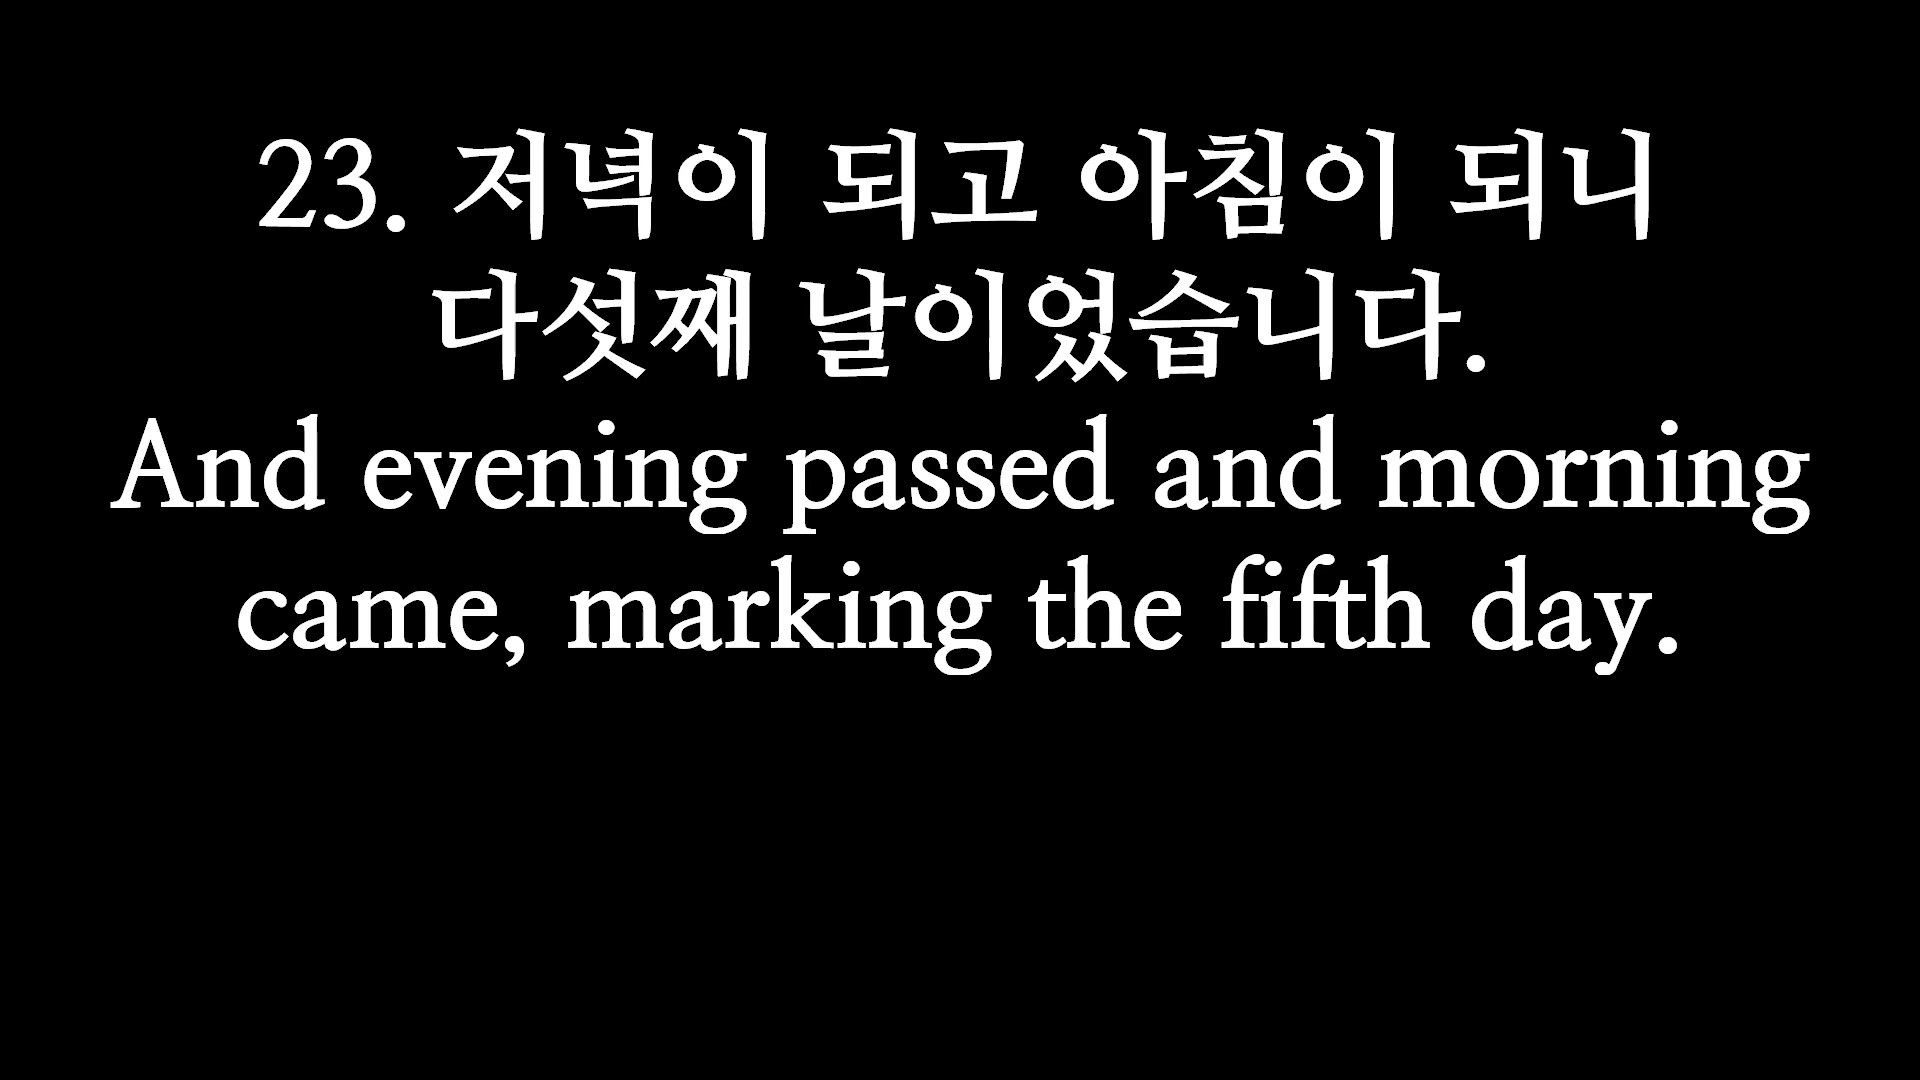 23. 저녁이 되고 아침이 되니
다섯째 날이었습니다.
And evening passed and morning
came, marking the fifth day.